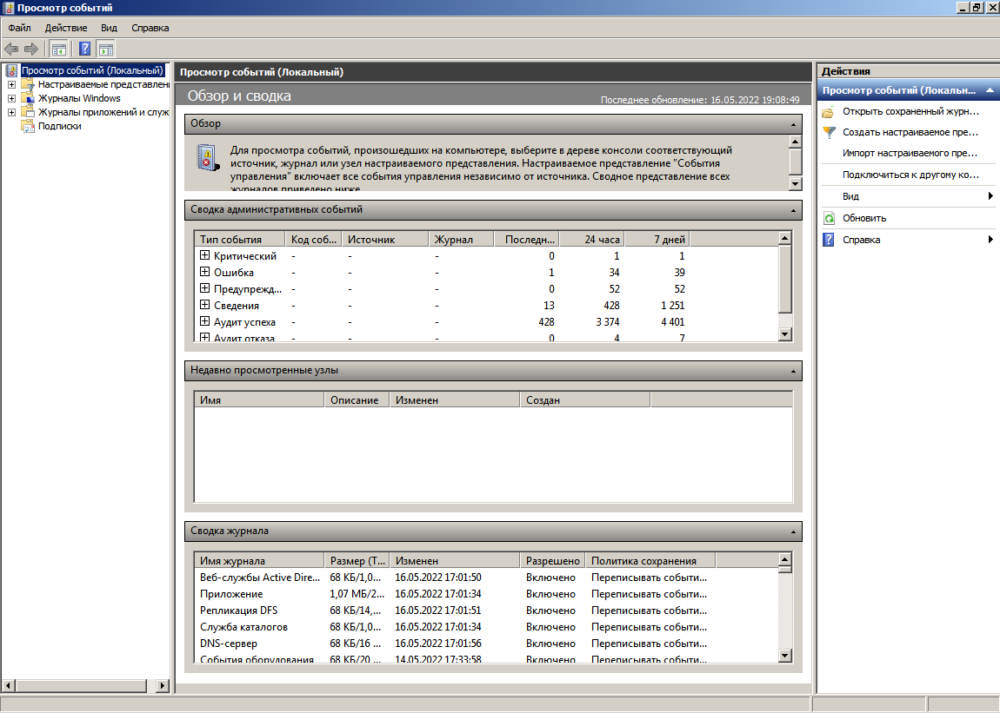 Просмотр событий
Файл Действие Вид Справка
Просмотр событий (Локальный)
Настраиваемые представлен
Журналы Windows
Журналы приложений и служ
Подписки
Просмотр событий (Локальный)
Обзор и сводка
Последнее обновление: 16.05.2022 19:08:49
Обзор
Для просмотра событий, произошедших на компьютере, выберите в дереве консоли соответствующий
источник, журнал или узел настраиваемого представления. Настраиваемое представление "События
управления" включает все события управления независимо от источника. Сводное представление всех
журналов приведено ниже.
Сводка административных событий
Тип события Код соб... Источник Журнал Последн... 24 часа 7 дней
Критический - - - 0 1 1
Ошибка - - - 1 34 39
Предупрежд... - - - 0 52 52
Сведения - - - 13 428 1 251
Аудит успеха - - - 428 3 374 4 401
Аудит отказа - - - 0 4 7
Недавно просмотренные узлы
Имя Описание Изменен Создан
Сводка журнала
Имя журнала Размер (Т... Изменен Разрешено Политика сохранения
Веб-службы Active Dire... 68 КБ/1,0... 16.05.2022 17:01:50 Включено Переписывать событи...
Приложение 1,07 МБ/2... 16.05.2022 17:01:34 Включено Переписывать событи...
Репликация DFS 68 КБ/14,... 16.05.2022 17:01:51 Включено Переписывать событи...
Служба каталогов 68 КБ/1,0... 16.05.2022 17:01:34 Включено Переписывать событи...
DNS-сервер 68 КБ/16 ... 16.05.2022 17:01:56 Включено Переписывать событи...
События оборудования 68 КБ/20 ... 14.05.2022 17:33:58 Включено Переписывать событи...
Действия
Просмотр событий (Локальн...
Открыть сохраненный журн...
Создать настраиваемое пре...
Импорт настраиваемого пре...
Подключиться к другому ко...
Вид
Обновить
Справка